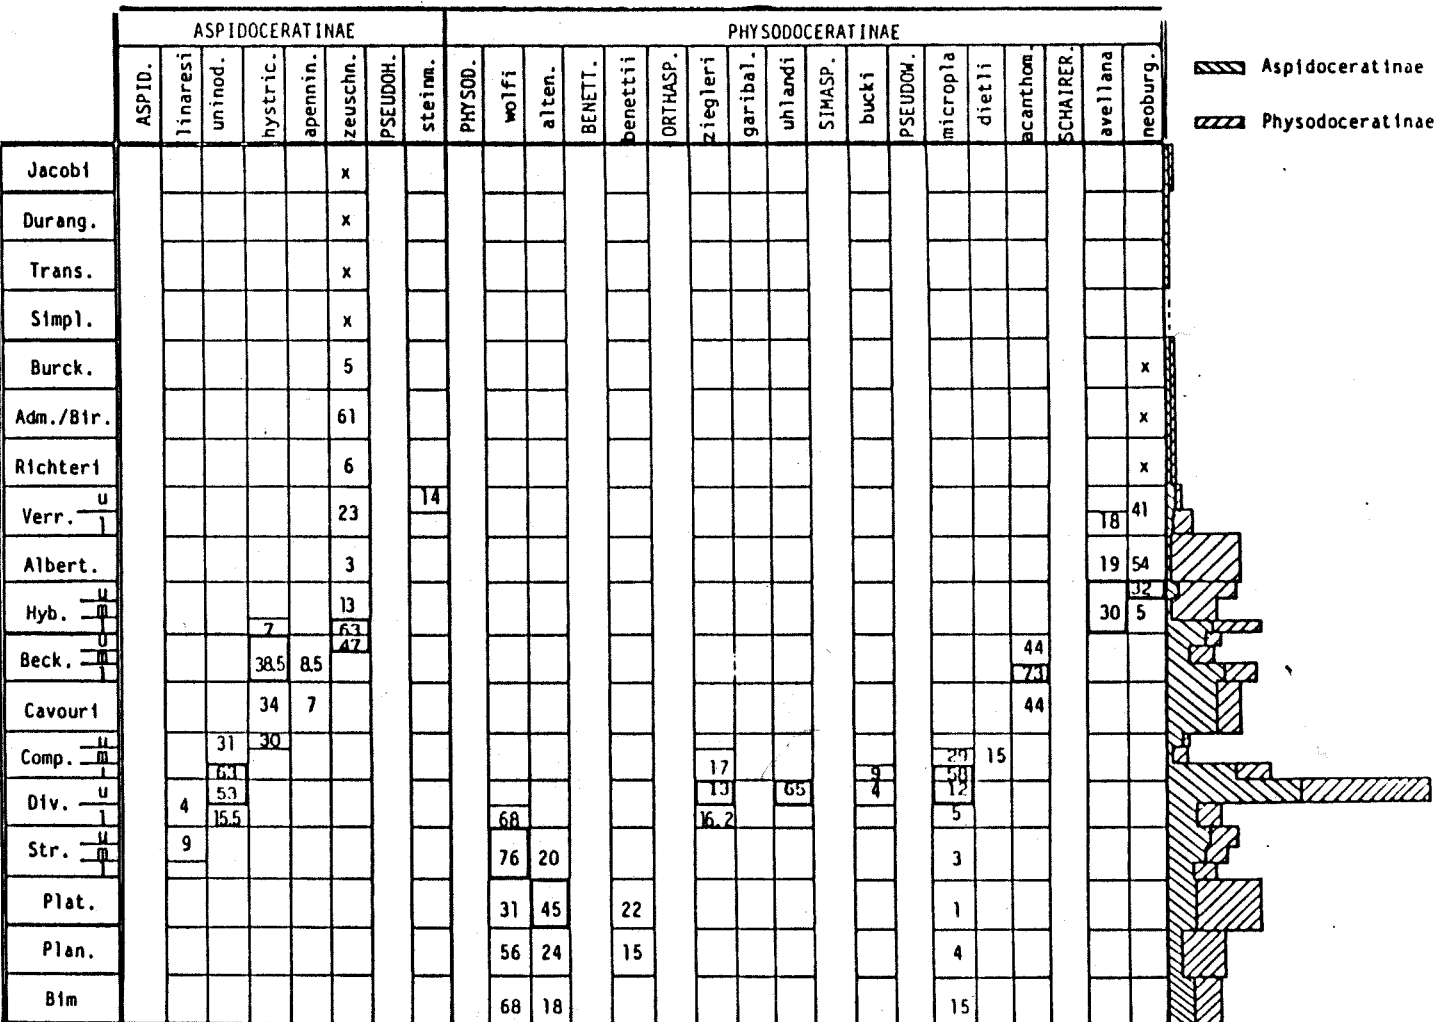 ASPIDOCERATINAE PHYSODOCERATINAE
ASPID. linaresi uninod. hystric. apennin. zeuschn. PSEUDOH. steinm. PHYSOD. wolfi alten. BENETT. benettii ORTHASP. ziegleri garibal. uhlandi SIMASP. bucki PSEUDOW. micropla dietli acanthom. SCHAIRER. avellana neoburg.
Aspidoceratinae
Physodoceratinae
Jacobi x
Durang. x
Trans. x
Simpl. x
Burck. 5 x
Adm./Bir. 61 x
Richteri 6 x
u 14
Verr. 23 41
l 18
Albert. 3 19 54
u 32
Hyb. m 13 30 5
l 7 63
u 47 44
Beck. m 38.5 8.5
l 73
Cavouri 34 7 44
u 31 30
Comp. m 17 29 15
l 63 9 58
Div. u 4 53 13 65 4 12
l 15.5 68 16.2 5
u 9
Str. m 76 20 3
l
Plat. 31 45 22 1
Plan. 56 24 15 4
Bim 68 18 15